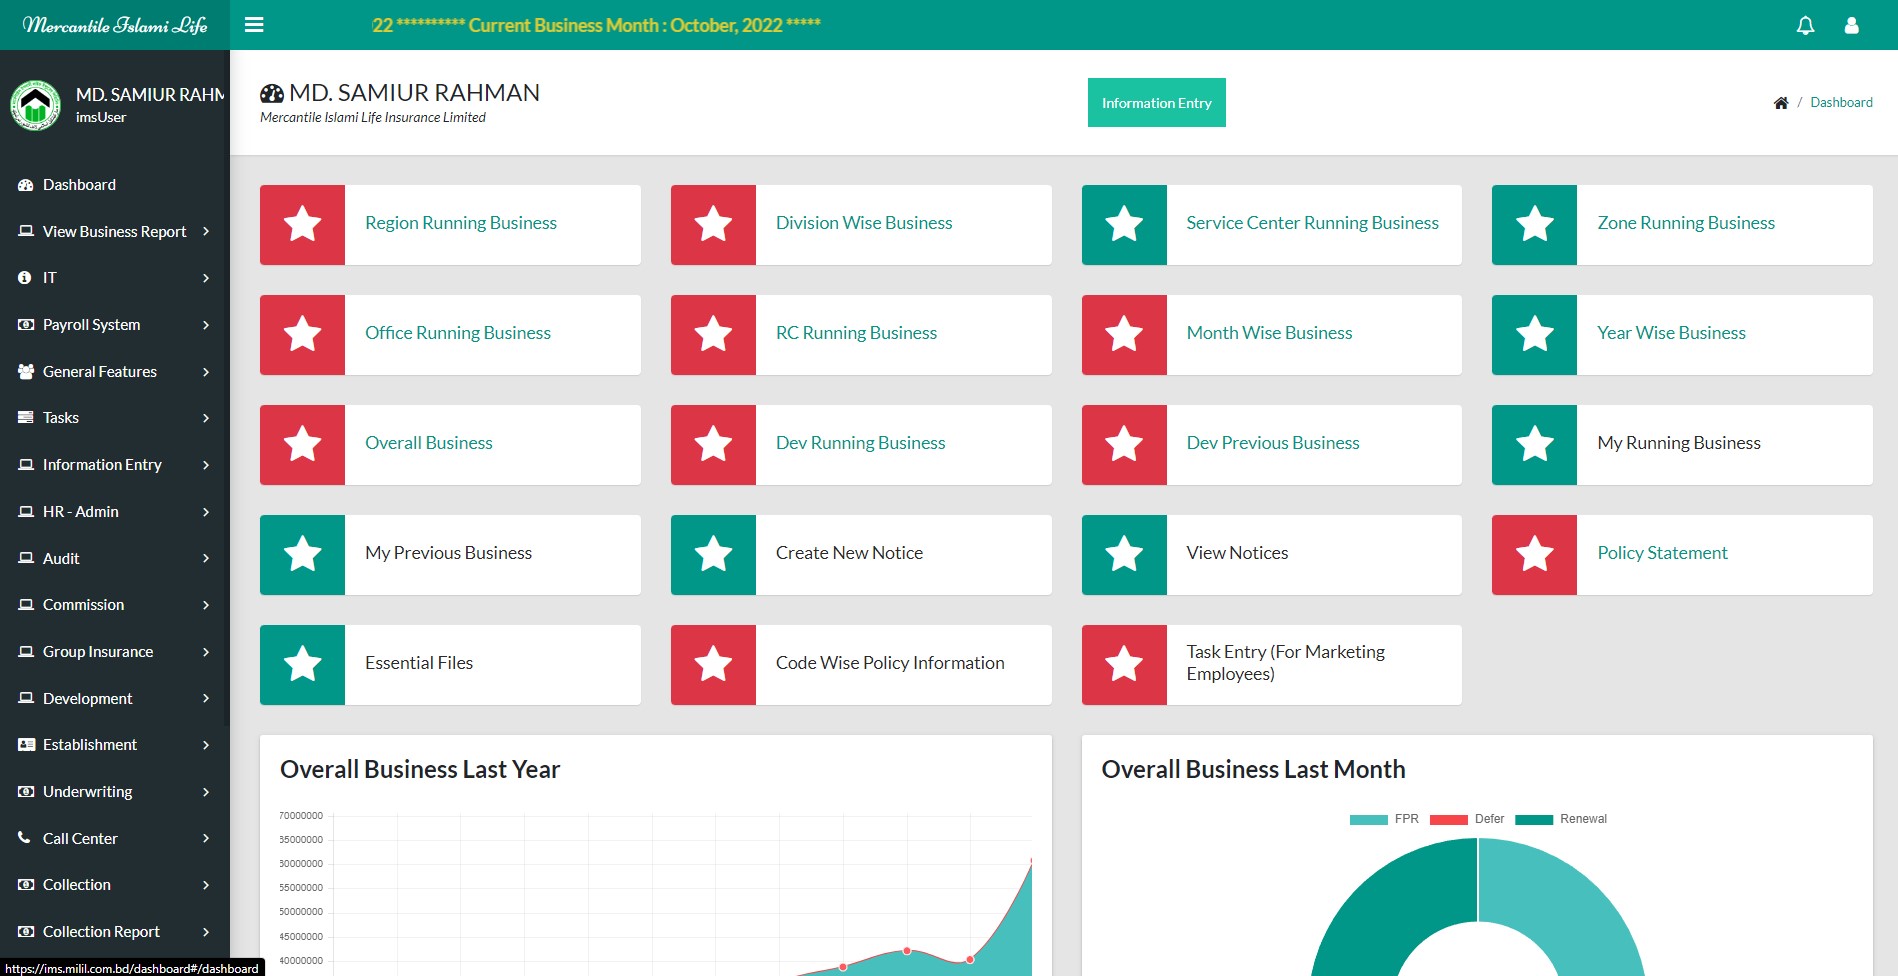 Mercantile Islami Life
22 ********** Current Business Month : October, 2022 *****
MD. SAMIUR RAHM
imsUser
MD. SAMIUR RAHMAN
Mercantile Islami Life Insurance Limited
Information Entry
/ Dashboard
Dashboard
View Business Report
IT
Payroll System
General Features
Tasks
Information Entry
HR - Admin
Audit
Commission
Group Insurance
Development
Establishment
Underwriting
Call Center
Collection
Collection Report
https://ims.milil.com.bd/dashboard#/dashboard
Region Running Business
Division Wise Business
Service Center Running Business
Zone Running Business
Office Running Business
RC Running Business
Month Wise Business
Year Wise Business
Overall Business
Dev Running Business
Dev Previous Business
My Running Business
My Previous Business
Create New Notice
View Notices
Policy Statement
Essential Files
Code Wise Policy Information
Task Entry (For Marketing
Employees)
Overall Business Last Year
70000000
65000000
60000000
55000000
50000000
45000000
40000000
Overall Business Last Month
FPR
Defer
Renewal